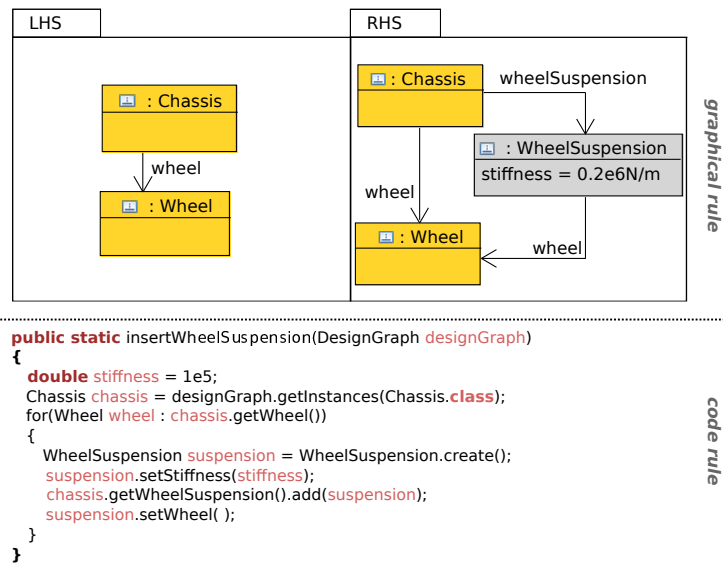 LHS
RHS
: Chassis
wheel
: Wheel
: Chassis
wheelSuspension
: WheelSuspension
stiffness = 0.2e6N/m
wheel
: Wheel
wheel
graphical rule
public static insertWheelSuspension(DesignGraph designGraph)
{
double stiffness = 1e5;
Chassis chassis = designGraph.getInstances(Chassis.class);
for(Wheel wheel : chassis.getWheel())
{
WheelSuspension suspension = WheelSuspension.create();
suspension.setStiffness(stiffness);
chassis.getWheelSuspension().add(suspension);
suspension.setWheel( );
}
}
code rule